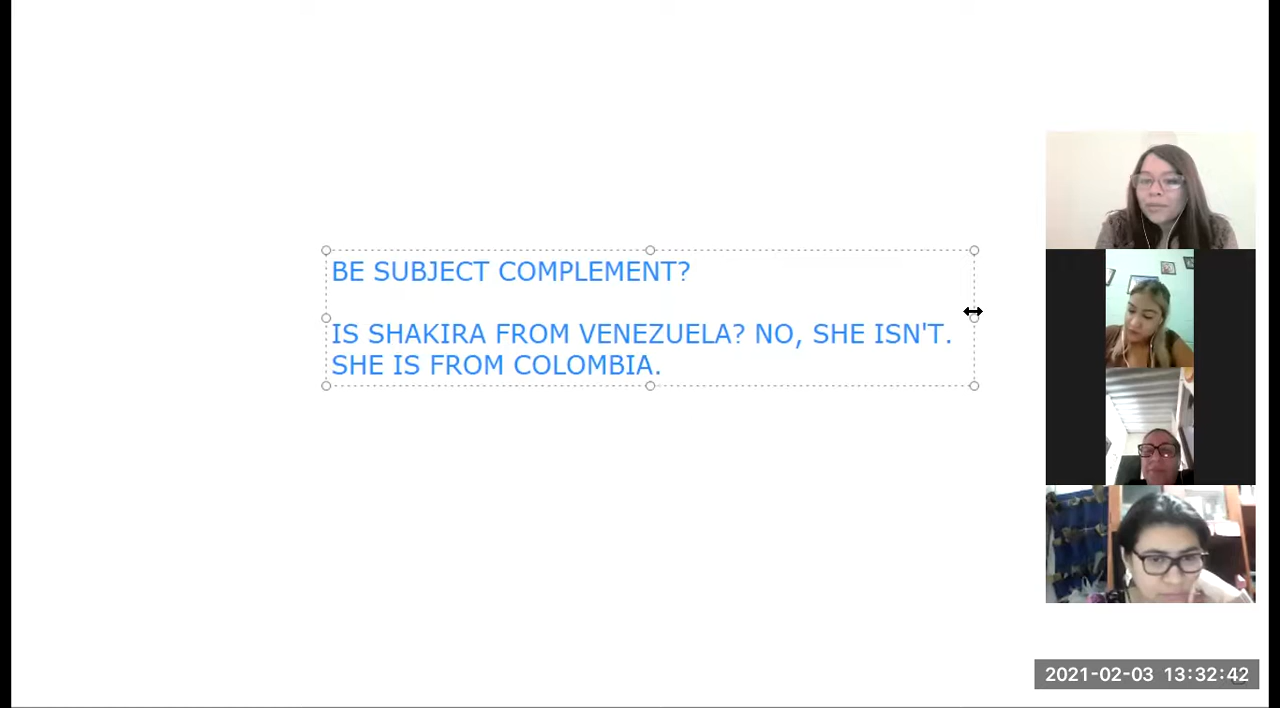 BE SUBJECT COMPLEMENT?
IS SHAKIRA FROM VENEZUELA? NO, SHE ISN'T.
SHE IS FROM COLOMBIA.
2021-02-03 13:32:42